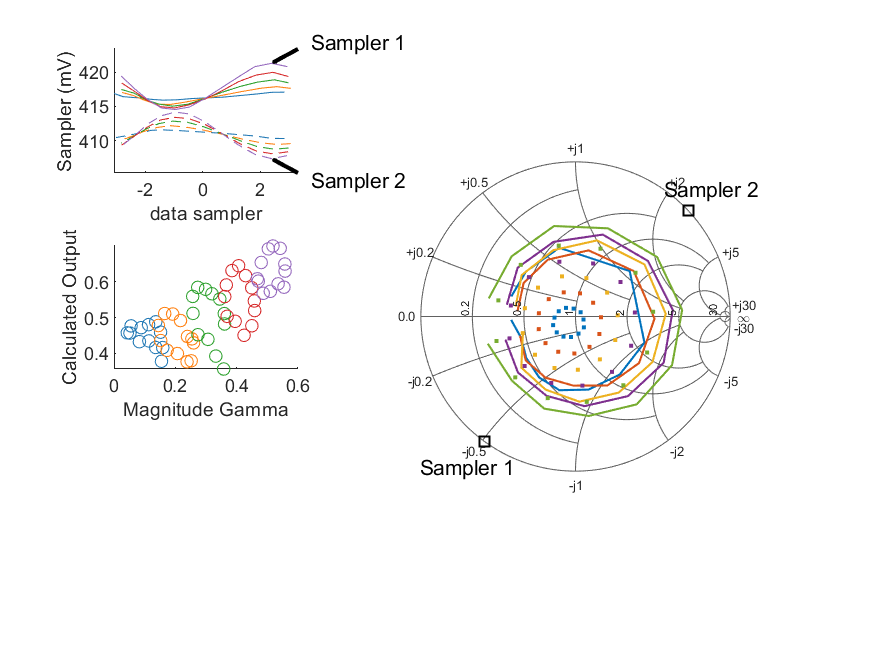 Sampler 1
Sampler (mV)
420
415
410
-2 0 2
data sampler
Sampler 2
Calculated Output
0.6
0.5
0.4
0 0.2 0.4 0.6
Magnitude Gamma
+j1
+j0.5
+j2
Sampler 2
+j0.2
+j5
0.0
0.2
0.5
1
2
5
30
+j30
∞
-j30
-j0.2
-j5
-j0.5
-j2
Sampler 1
-j1